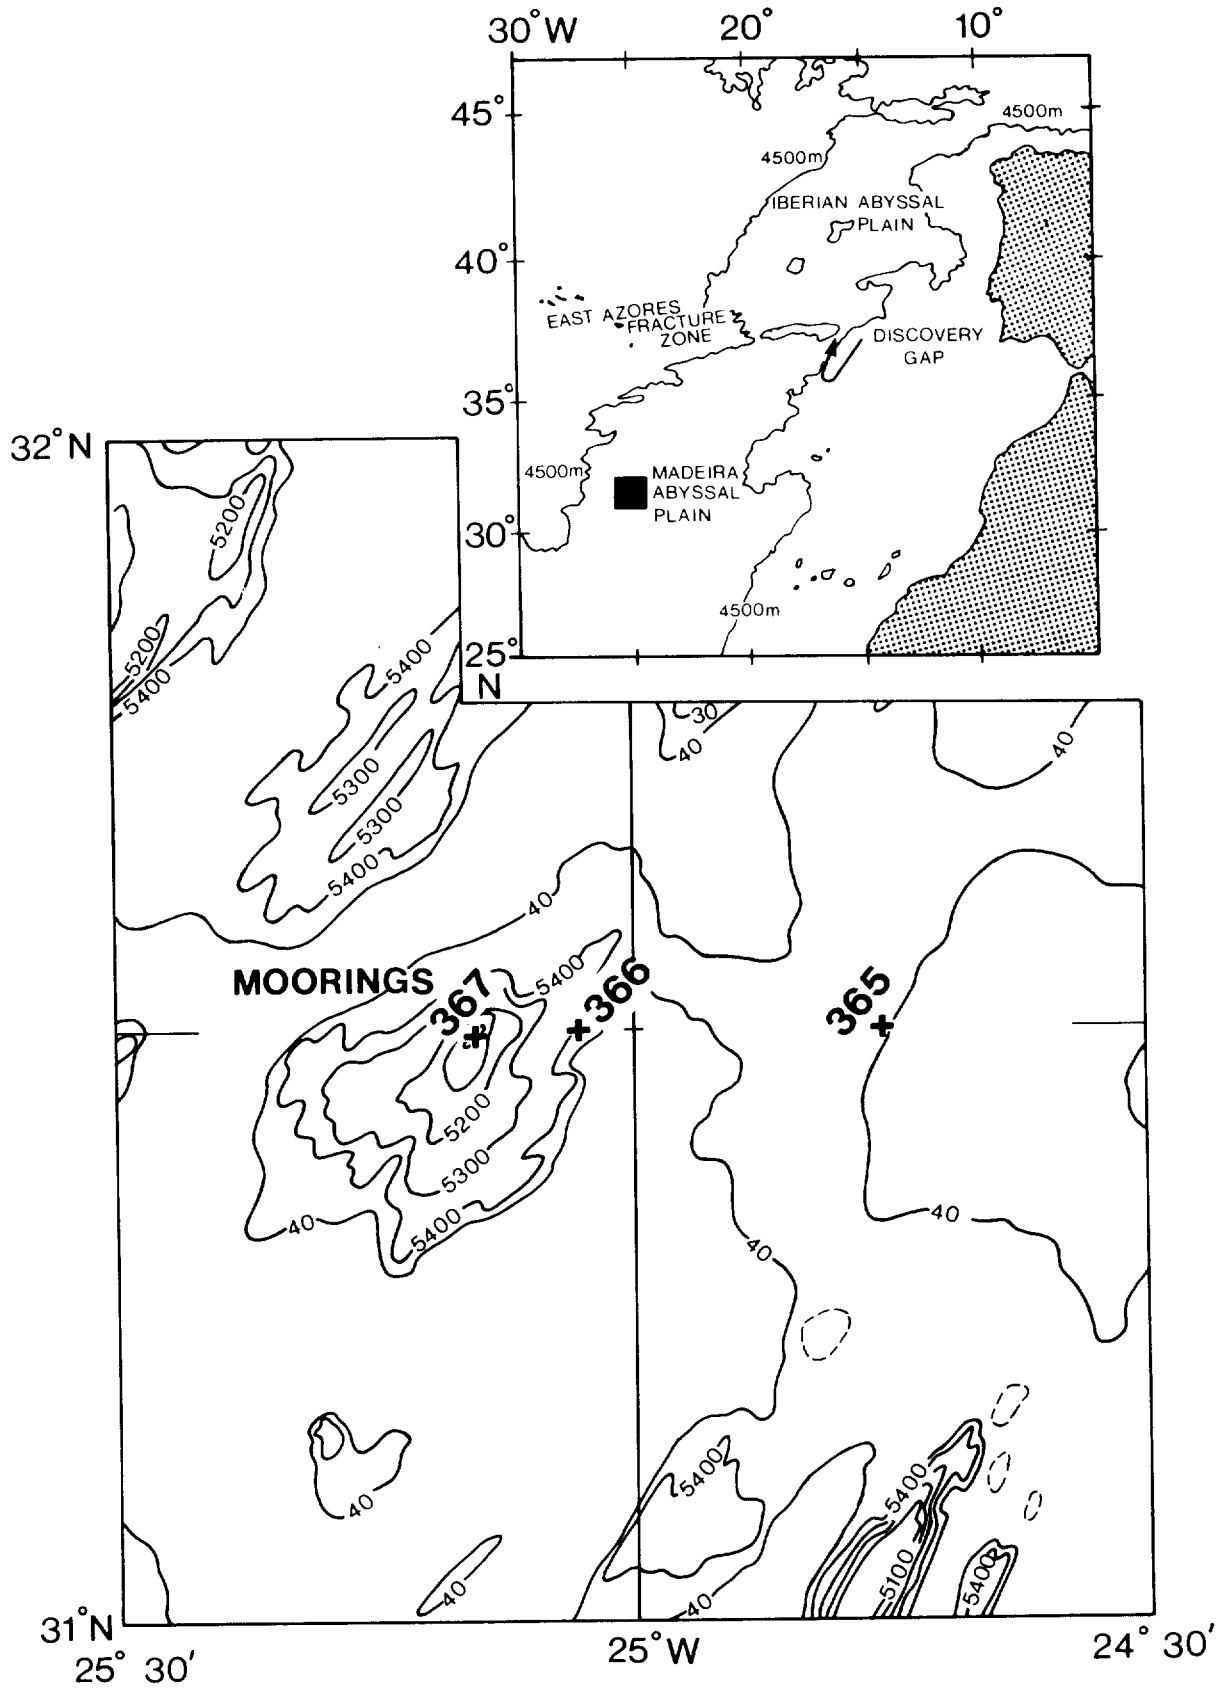 30°W 20° 10°
45°
4500m
4500m
IBERIAN ABYSSAL
PLAIN
40°
EAST AZORES
FRACTURE
ZONE
DISCOVERY
GAP
35°
4500m
MADEIRA
ABYSSAL
PLAIN
30°
4500m
25°
N
32°N
5200
5200
5400
5400
5300
5300
5400
30
40
40
40
MOORINGS
367
5400
366
365
5200
5300
5400
40
40
40
5400
5400
40
5100
5400
40
40
31°N
25° 30'
25°W
24° 30'